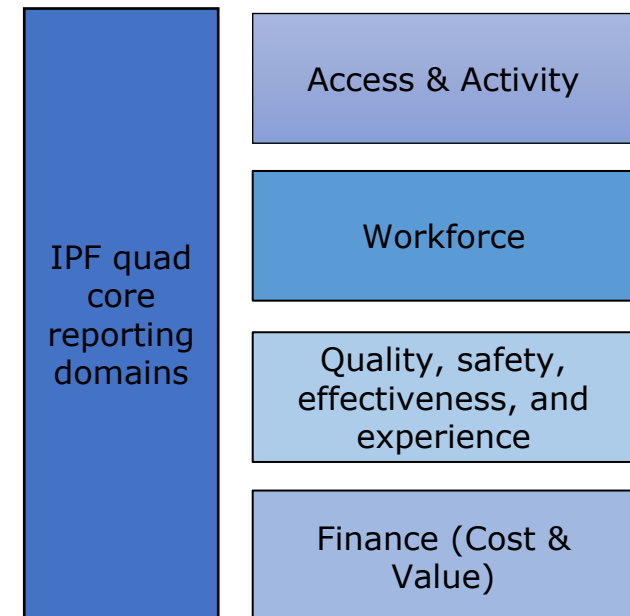 IPF quad
core
reporting
domains
Access & Activity
Workforce
Quality, safety,
effectiveness, and
experience
Finance (Cost &
Value)